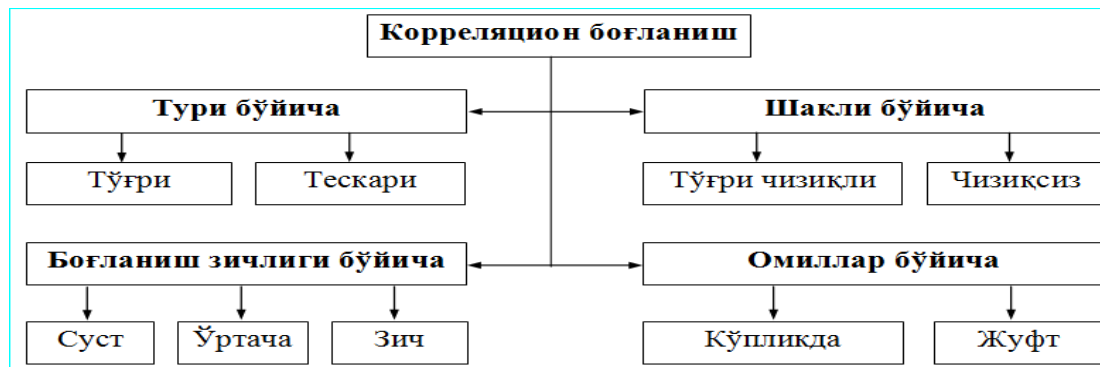 Корреляцион боғланиш
Тури бўйича
Шакли бўйича
Тўғри
Тескари
Тўғри чизиқли
Чизиқсиз
Боғланиш зичлиги бўйича
Омиллар бўйича
Суст
Ўртача
Зич
Кўпликда
Жуфт